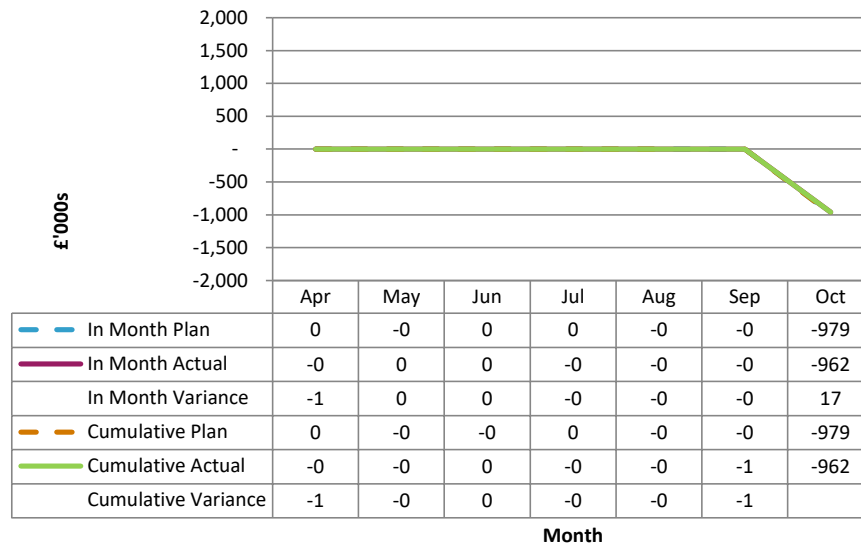 2,000
1,500
1,000
500
-
-500
-1,000
-1,500
-2,000
£'000s
Apr May Jun Jul Aug Sep Oct
In Month Plan 0 -0 0 0 -0 -0 -979
In Month Actual -0 0 0 -0 -0 -0 -962
In Month Variance -1 0 0 -0 -0 -0 17
Cumulative Plan 0 -0 -0 0 -0 -0 -979
Cumulative Actual -0 -0 0 -0 -0 -1 -962
Cumulative Variance -1 -0 0 -0 -0 -1
Month